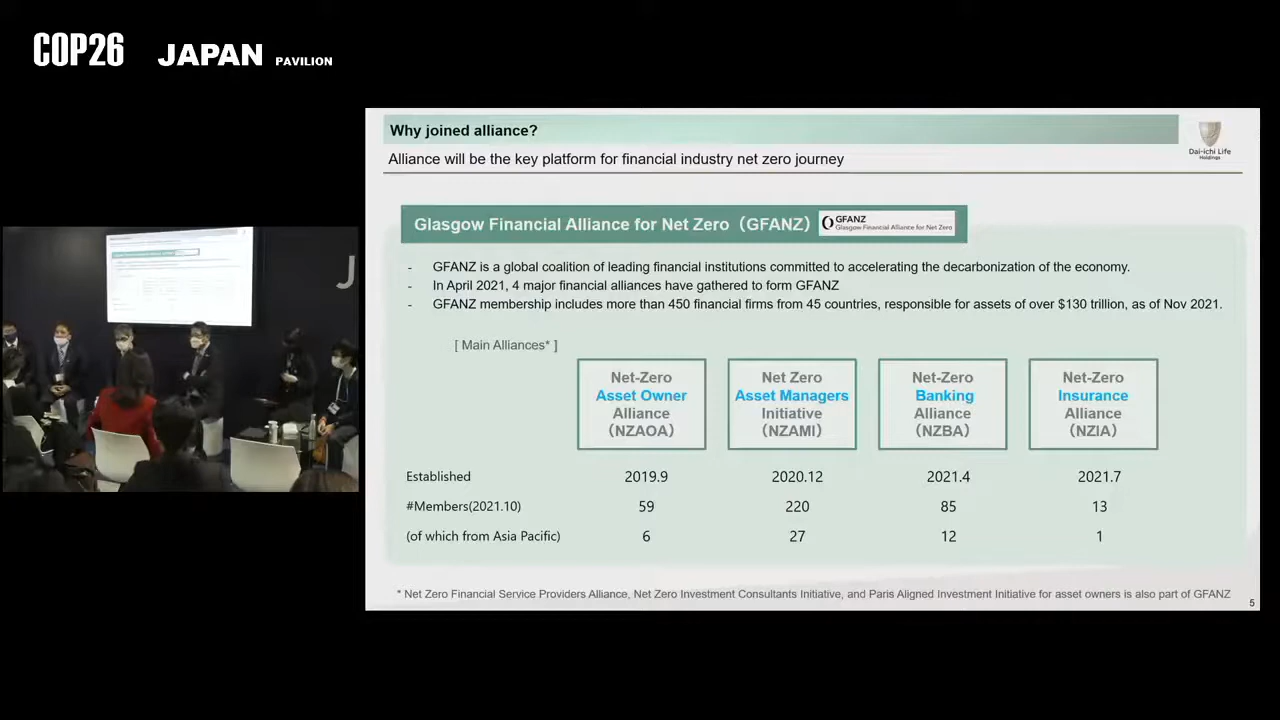 COP26 JAPAN PAVILION
Why joined alliance?
Dai-ichi Life
Holdings
Alliance will be the key platform for financial industry net zero journey
Glasgow Financial Alliance for Net Zero（GFANZ）
GFANZ
Glasgow Financial Alliance for Net Zero
- GFANZ is a global coalition of leading financial institutions committed to accelerating the decarbonization of the economy.
- In April 2021, 4 major financial alliances have gathered to form GFANZ
- GFANZ membership includes more than 450 financial firms from 45 countries, responsible for assets of over $130 trillion, as of Nov 2021.
[ Main Alliances* ]
Net-Zero
Asset Owner
Alliance
（NZAOA）
Net Zero
Asset Managers
Initiative
（NZAMI）
Net-Zero
Banking
Alliance
（NZBA）
Net-Zero
Insurance
Alliance
（NZIA）
Established 2019.9 2020.12 2021.4 2021.7
#Members(2021.10) 59 220 85 13
(of which from Asia Pacific) 6 27 12 1
* Net Zero Financial Service Providers Alliance, Net Zero Investment Consultants Initiative, and Paris Aligned Investment Initiative for asset owners is also part of GFANZ
5
J